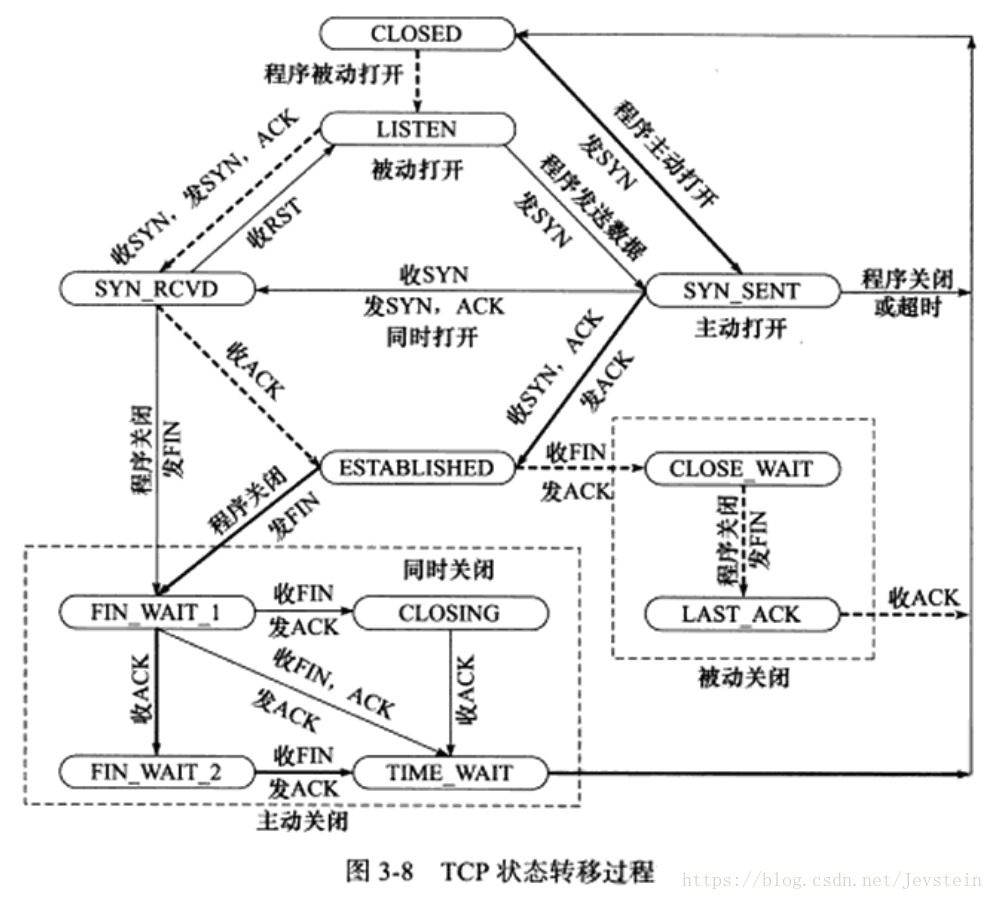 CLOSED
程序被动打开
LISTEN
被动打开
收SYN，发SYN，ACK
收RST
程序发送数据
发SYN
程序主动打开
发SYN
SYN_RCVD
收SYN
发SYN，ACK
同时打开
SYN_SENT
主动打开
程序关闭
或超时
收ACK
收SYN，ACK
发ACK
程序关闭
发FIN
ESTABLISHED
收FIN
发ACK
CLOSE_WAIT
程序关闭
发FIN
程序关闭
发FIN
同时关闭
FIN_WAIT_1
收FIN
发ACK
CLOSING
LAST_ACK
收ACK
被动关闭
收ACK
收FIN，ACK
发ACK
收ACK
FIN_WAIT_2
收FIN
发ACK
TIME_WAIT
主动关闭
图 3-8 TCP 状态转移过程
https://blog.csdn.net/Jevstein